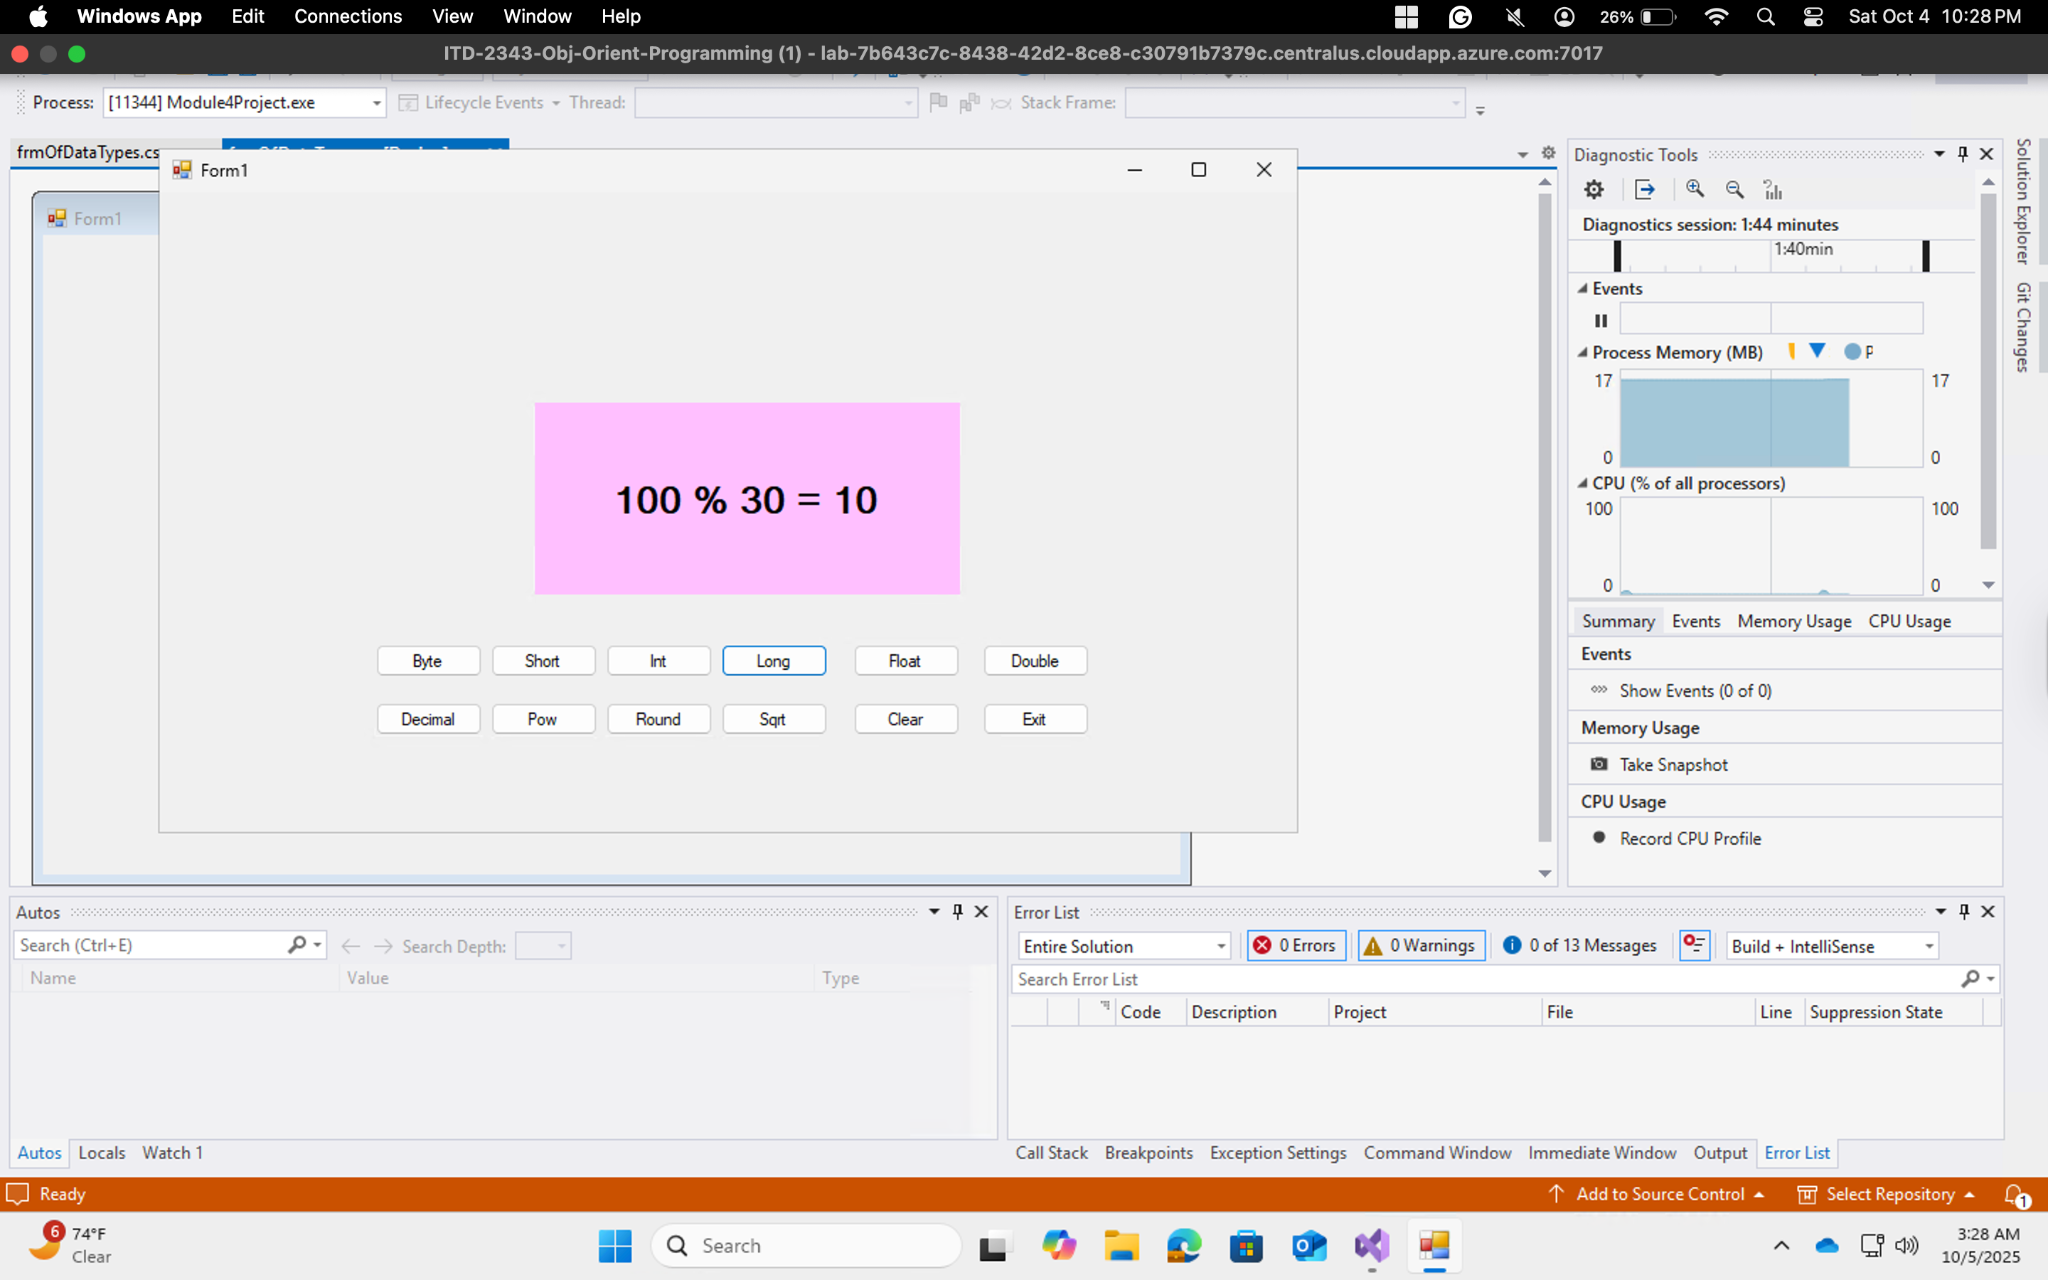 Windows App Edit Connections View Window Help 26% Sat Oct 4 10:28 PM
ITD-2343-Obj-Orient-Programming (1) - lab-7b643c7c-8438-42d2-8ce8-c30791b7379c.centralus.cloudapp.azure.com:7017
Process: [11344] Module4Project.exe Lifecycle Events Thread: Stack Frame:
frmOfDataTypes.cs
Form1
Form1
100 % 30 = 10
Byte Short Int Long Float Double
Decimal Pow Round Sqrt Clear Exit
Diagnostic Tools
Diagnostics session: 1:44 minutes
1:40min
Events
Process Memory (MB) P
17 17
0 0
CPU (% of all processors)
100 100
0 0
Summary Events Memory Usage CPU Usage
Events
Show Events (0 of 0)
Memory Usage
Take Snapshot
CPU Usage
Record CPU Profile
Solution Explorer
Git Changes
Autos
Search (Ctrl+E) Search Depth:
Name Value Type
Autos Locals Watch 1
Error List
Entire Solution 0 Errors 0 Warnings 0 of 13 Messages Build + IntelliSense
Search Error List
Code Description Project File Line Suppression State
Call Stack Breakpoints Exception Settings Command Window Immediate Window Output Error List
Ready Add to Source Control Select Repository 1
6 74°F
Clear
Search
3:28 AM
10/5/2025